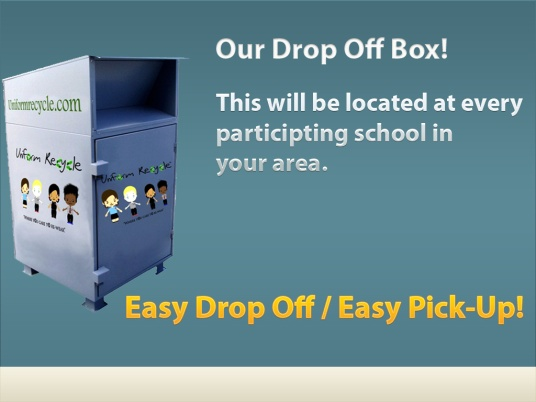 Our Drop Off Box!
This will be located at every
participting school in
your area.
Uniformrecycle.com
Uniform Recycle
Uniform Recycle
Easy Drop Off / Easy Pick-Up!